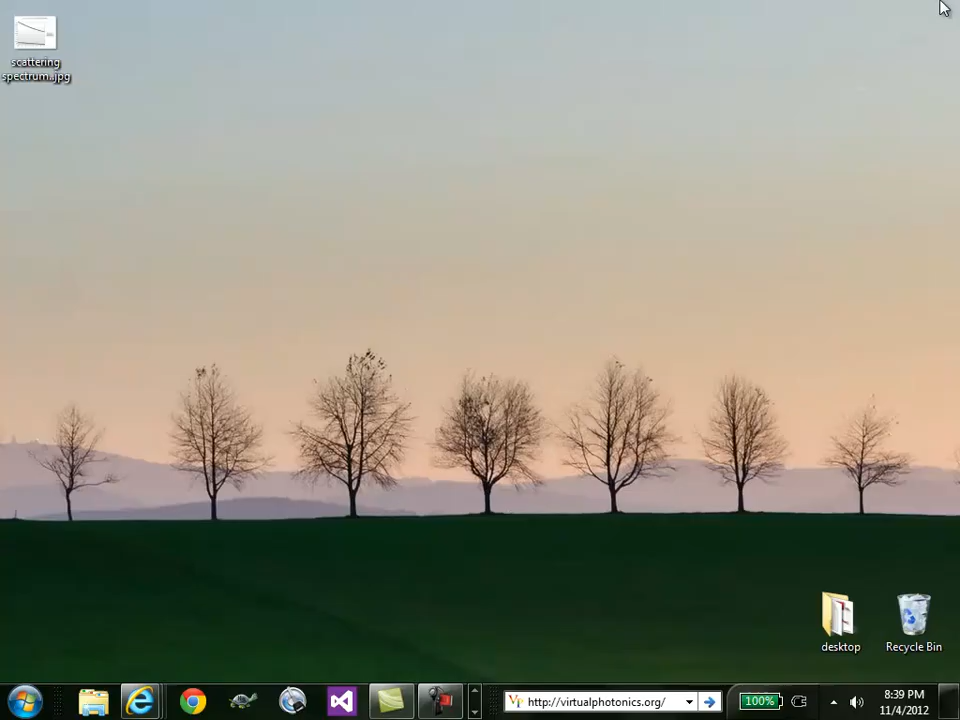 scattering
spectrum.jpg
desktop
Recycle Bin
http://virtualphotonics.org/
100%
8:39 PM
11/4/2012